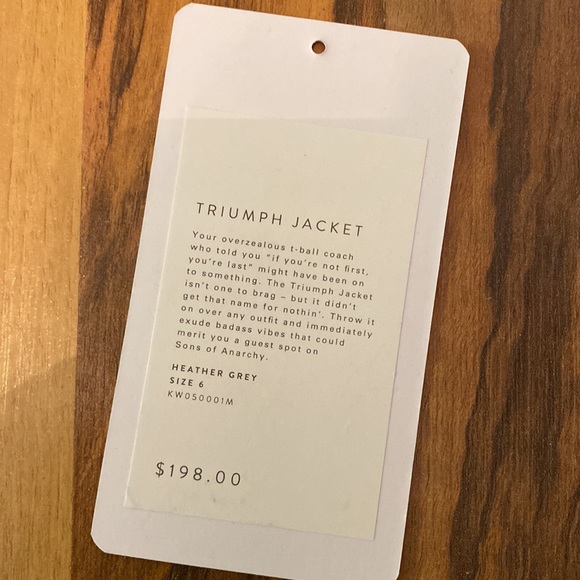 TRIUMPH JACKET
Your overzealous t-ball coach
who told you "if you're not first,
you're last" might have been on
to something. The Triumph Jacket
isn't one to brag – but it didn't
get that name for nothin'. Throw it
on over any outfit and immediately
exude badass vibes that could
merit you a guest spot on
Sons of Anarchy.
HEATHER GREY
SIZE 6
KW050001M
$198.00